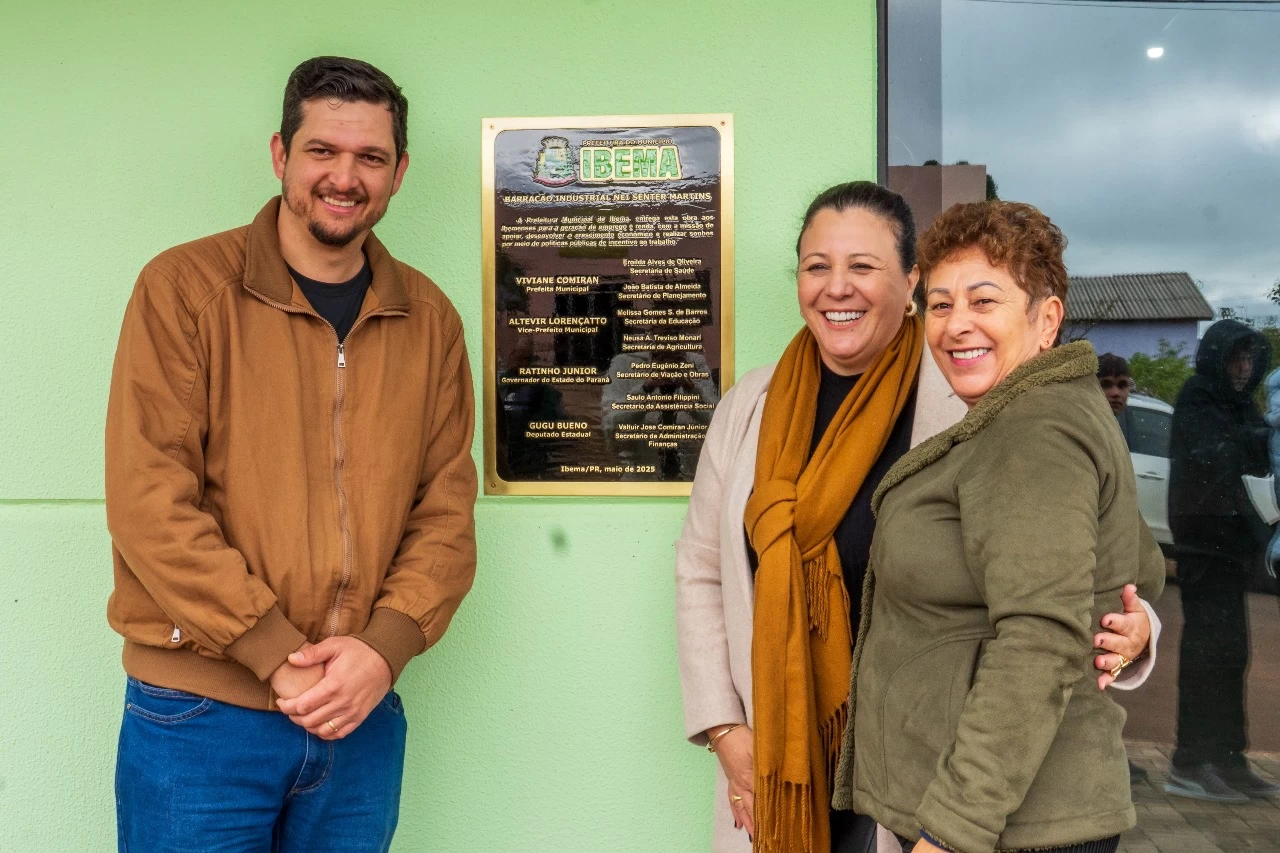 PREFEITURA DO MUNICÍPIO
IBEMA
BARRACÃO INDUSTRIAL NEI SENTER MARTINS
A Prefeitura Municipal de Ibema, entrega esta obra aos
Ibemenses para a geração de emprego e renda, com a missão de
apoiar, desenvolver o crescimento econômico e realizar sonhos
por meio de políticas públicas de incentivo ao trabalho.
VIVIANE COMIRAN
Prefeita Municipal
ALTEVIR LORENÇATTO
Vice-Prefeito Municipal
RATINHO JUNIOR
Governador do Estado do Paraná
GUGU BUENO
Deputado Estadual
Eronilda Alves de Oliveira
Secretária de Saúde
João Batista de Almeida
Secretário de Planejamento
Melissa Gomes S. de Barros
Secretária da Educação
Neusa A. Treviso Monari
Secretária de Agricultura
Pedro Eugênio Zeni
Secretário de Viação e Obras
Saulo Antonio Filippini
Secretário da Assistência Social
Valtuir Jose Comiran Júnior
Secretário de Administração
Finanças
Ibema/PR, maio de 2025